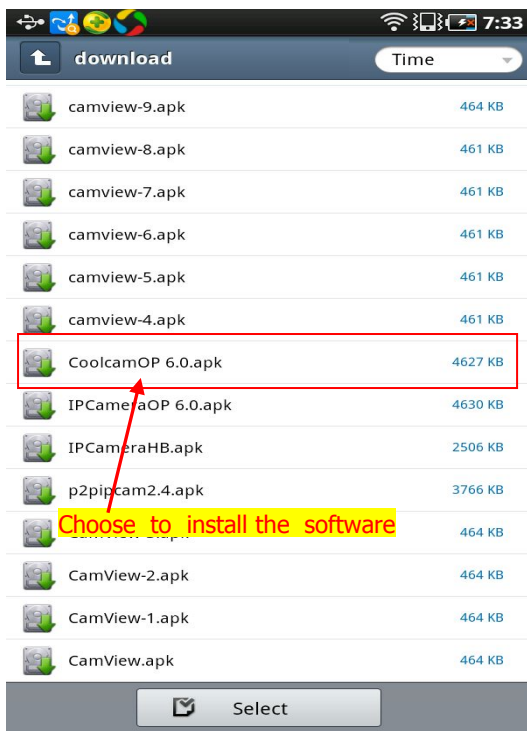 7:33
download
Time
camview-9.apk 464 KB
camview-8.apk 461 KB
camview-7.apk 461 KB
camview-6.apk 461 KB
camview-5.apk 461 KB
camview-4.apk 461 KB
CoolcamOP 6.0.apk 4627 KB
IPCameraOP 6.0.apk 4630 KB
IPCameraHB.apk 2506 KB
p2pipcam2.4.apk 3766 KB
Choose to install the software
464 KB
CamView-2.apk 464 KB
CamView-1.apk 464 KB
CamView.apk 464 KB
Select